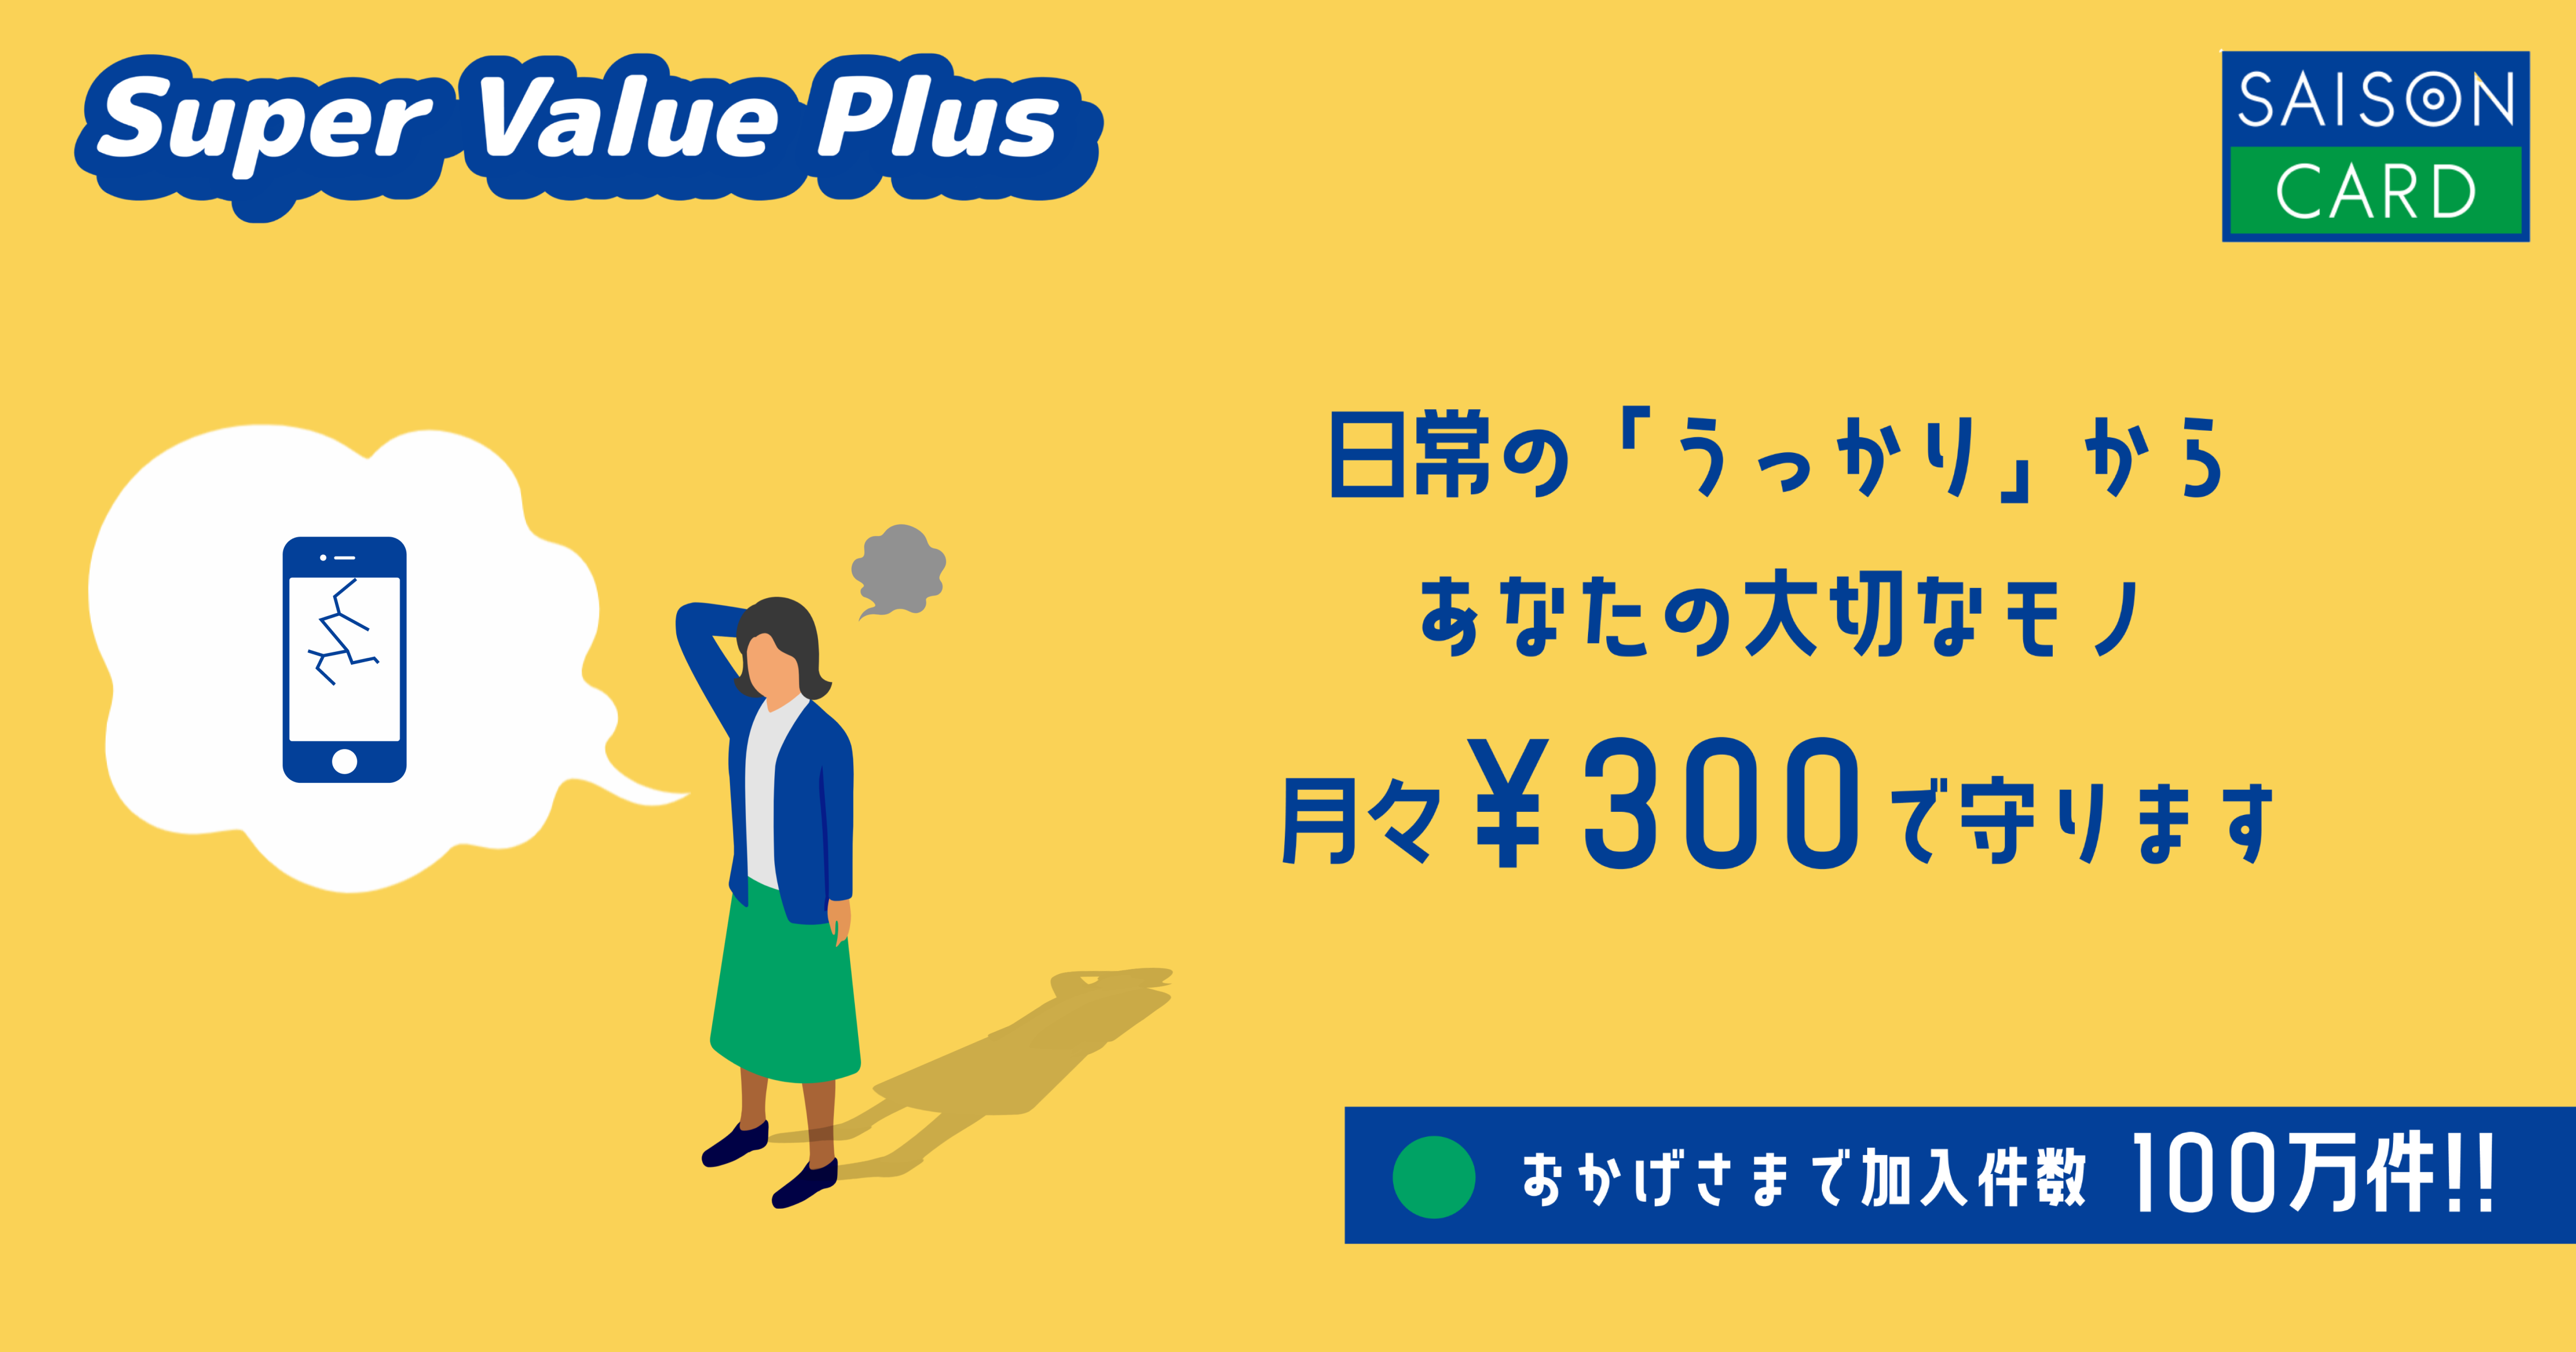 Super Value Plus
SAISON
CARD
日常の「うっかり」から
あなたの大切なモノ
月々¥300で守ります
おかげさまで加入件数 100万件!!